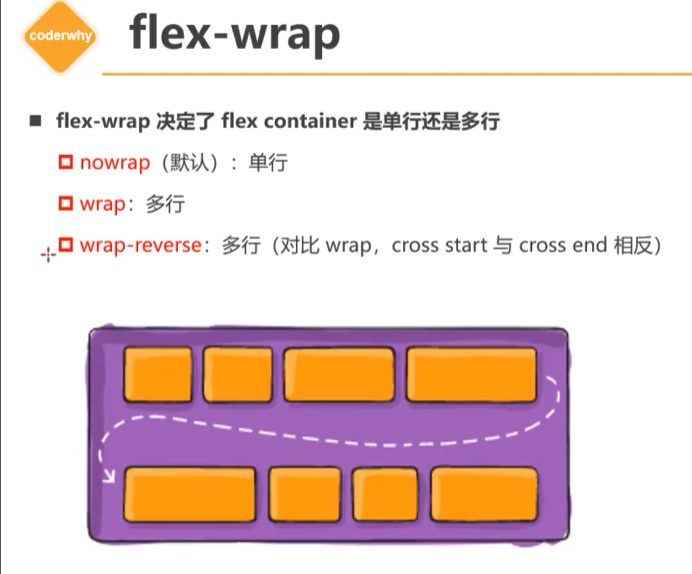 coderwhy
flex-wrap
flex-wrap 决定了 flex container 是单行还是多行
nowrap（默认）：单行
wrap：多行
wrap-reverse：多行（对比 wrap，cross start 与 cross end 相反）